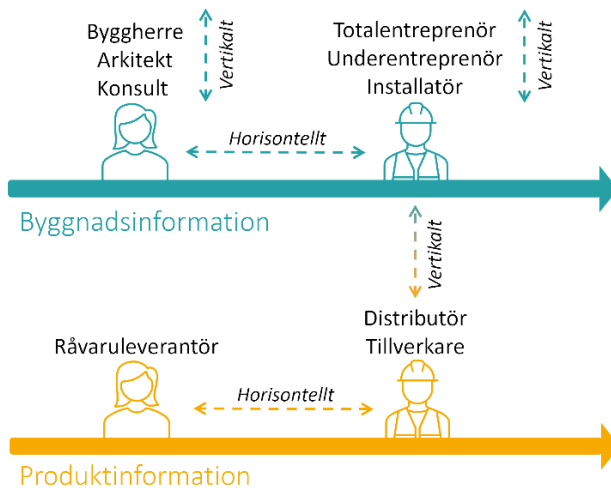 Byggherre
Arkitekt
Konsult
Vertikalt
Totalentreprenör
Underentreprenör
Installatör
Vertikalt
Horisontellt
Byggnadsinformation
Vertikalt
Distributör
Tillverkare
Råvaruleverantör
Horisontellt
Produktinformation